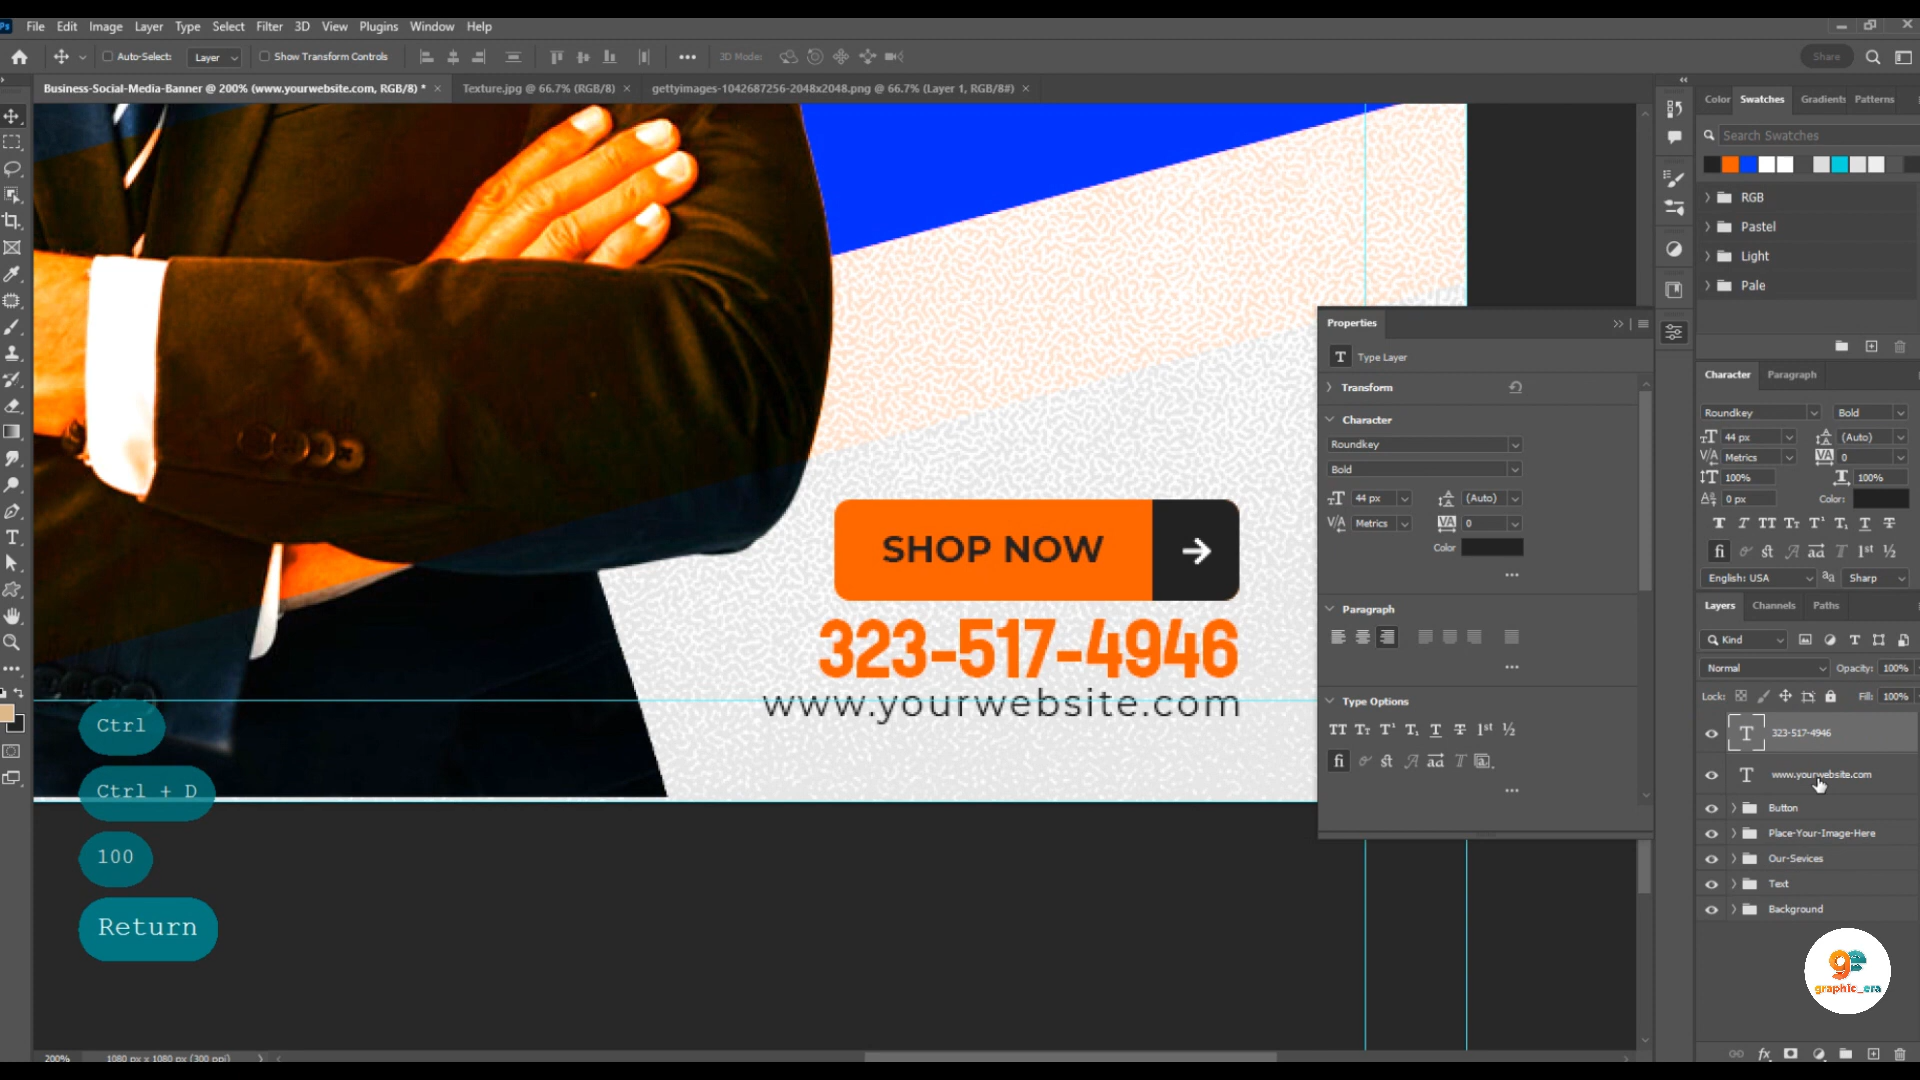 Ps File Edit Image Layer Type Select Filter 3D View Plugins Window Help
Auto-Select: Layer Show Transform Controls 3D Mode: Share
Business-Social-Media-Banner @ 200% (www.yourwebsite.com, RGB/8) * × Texture.jpg @ 66.7% (RGB/8) × gettyimages-1042687256-2048x2048.png @ 66.7% (Layer 1, RGB/8#) ×
Color Swatches Gradients Patterns
Search Swatches
RGB
Pastel
Light
Pale
Properties
T Type Layer
Transform
Character
Roundkey
Bold
44 px (Auto)
Metrics 0
Color
Paragraph
Type Options
Character Paragraph
Roundkey Bold
44 px (Auto)
Metrics 0
100% 100%
0 px Color:
English: USA Sharp
Layers Channels Paths
Kind
Normal Opacity: 100%
Lock: Fill: 100%
323-517-4946
www.yourwebsite.com
Button
Place-Your-Image-Here
Our-Sevices
Text
Background
SHOP NOW
323-517-4946
www.yourwebsite.com
Ctrl
Ctrl + D
100
Return
ge
graphic_era
200% 1080 px x 1080 px (300 ppi)